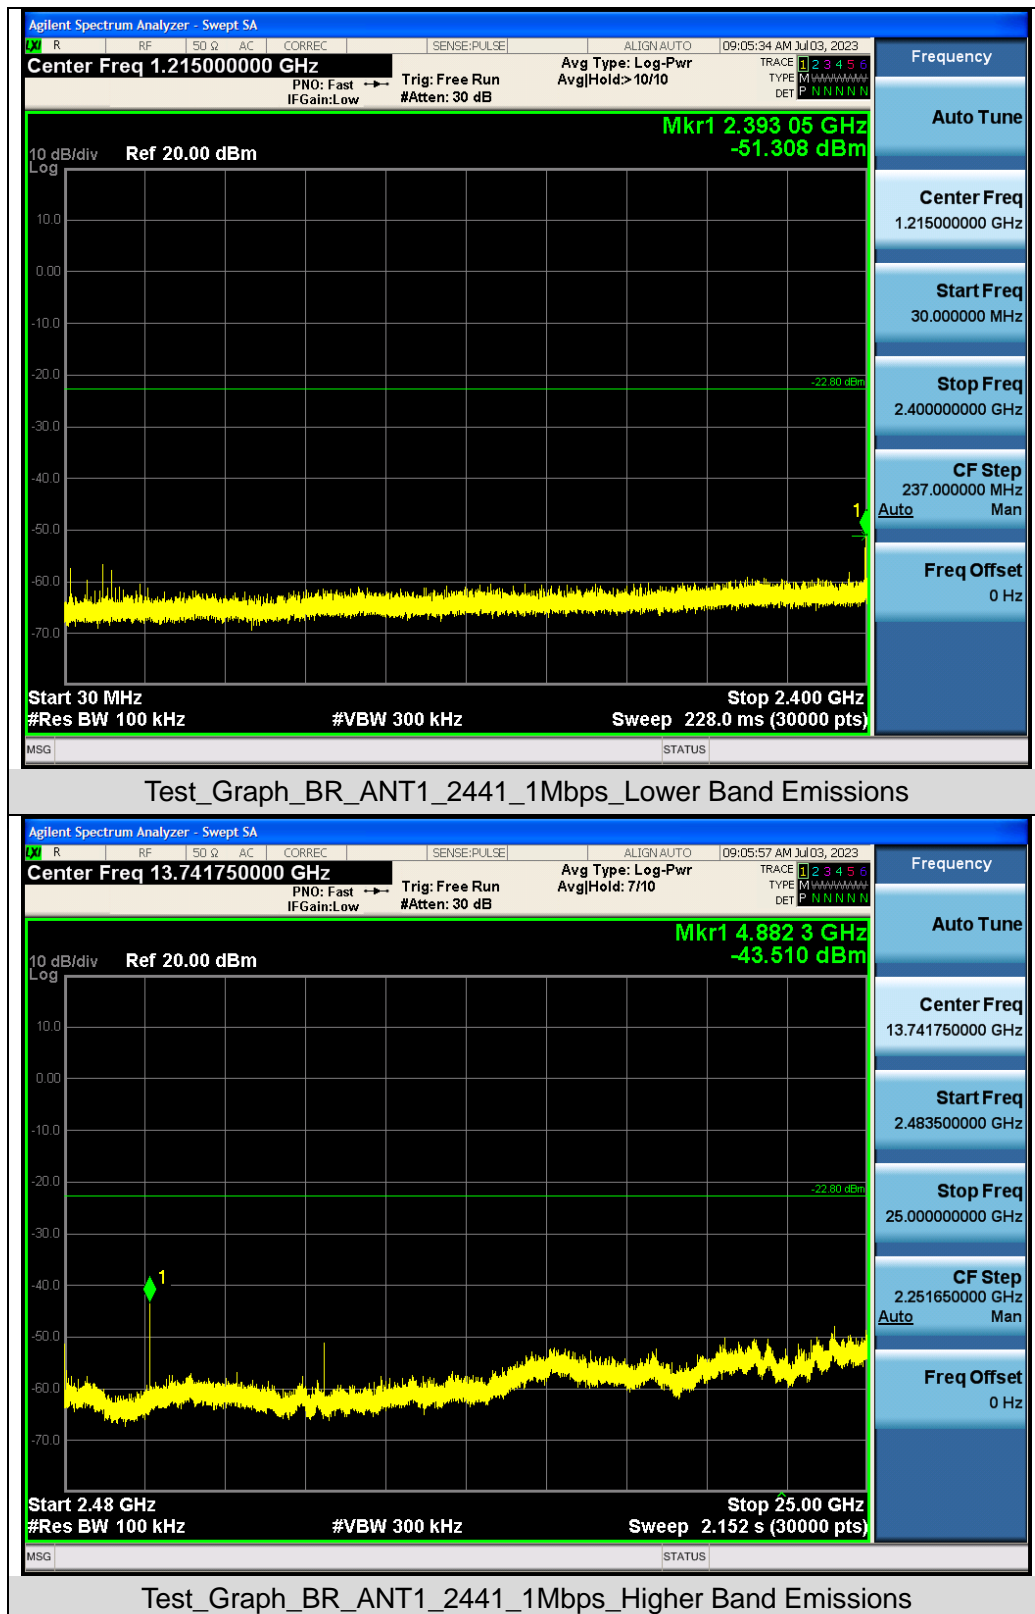 Agilent Spectrum Analyzer - Swept SA
LXI R RF 50 Ω AC CORREC SENSE:PULSE ALIGN AUTO 09:05:34 AM Jul 03, 2023
Center Freq 1.215000000 GHz
PNO: Fast
IFGain:Low
Trig: Free Run
#Atten: 30 dB
Avg Type: Log-Pwr
Avg|Hold:> 10/10
TRACE 1 2 3 4 5 6
TYPE M
DET P N N N N N
Mkr1 2.393 05 GHz
-51.308 dBm
10 dB/div
Log
Ref 20.00 dBm
10.0
0.00
-10.0
-20.0
-22.80 dBm
-30.0
-40.0
1
-50.0
-60.0
-70.0
Start 30 MHz
Stop 2.400 GHz
#Res BW 100 kHz
#VBW 300 kHz
Sweep 228.0 ms (30000 pts)
MSG
STATUS
Frequency
Auto Tune
Center Freq
1.215000000 GHz
Start Freq
30.000000 MHz
Stop Freq
2.400000000 GHz
CF Step
237.000000 MHz
Auto Man
Freq Offset
0 Hz
Test_Graph_BR_ANT1_2441_1Mbps_Lower Band Emissions
Agilent Spectrum Analyzer - Swept SA
LXI R RF 50 Ω AC CORREC SENSE:PULSE ALIGN AUTO 09:05:57 AM Jul 03, 2023
Center Freq 13.741750000 GHz
PNO: Fast
IFGain:Low
Trig: Free Run
#Atten: 30 dB
Avg Type: Log-Pwr
Avg|Hold: 7/10
TRACE 1 2 3 4 5 6
TYPE M
DET P N N N N N
Mkr1 4.882 3 GHz
-43.510 dBm
10 dB/div
Log
Ref 20.00 dBm
10.0
0.00
-10.0
-20.0
-22.80 dBm
-30.0
1
-40.0
-50.0
-60.0
-70.0
Start 2.48 GHz
Stop 25.00 GHz
#Res BW 100 kHz
#VBW 300 kHz
Sweep 2.152 s (30000 pts)
MSG
STATUS
Frequency
Auto Tune
Center Freq
13.741750000 GHz
Start Freq
2.483500000 GHz
Stop Freq
25.000000000 GHz
CF Step
2.251650000 GHz
Auto Man
Freq Offset
0 Hz
Test_Graph_BR_ANT1_2441_1Mbps_Higher Band Emissions